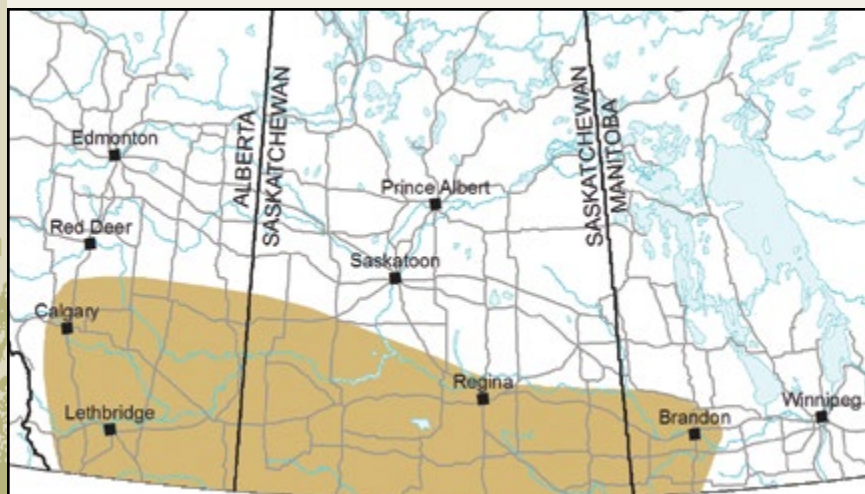 Edmonton
ALBERTA
SASKATCHEWAN
SASKATCHEWAN
MANITOBA
Prince Albert
Red Deer
Saskatoon
Calgary
Regina
Winnipeg
Lethbridge
Brandon